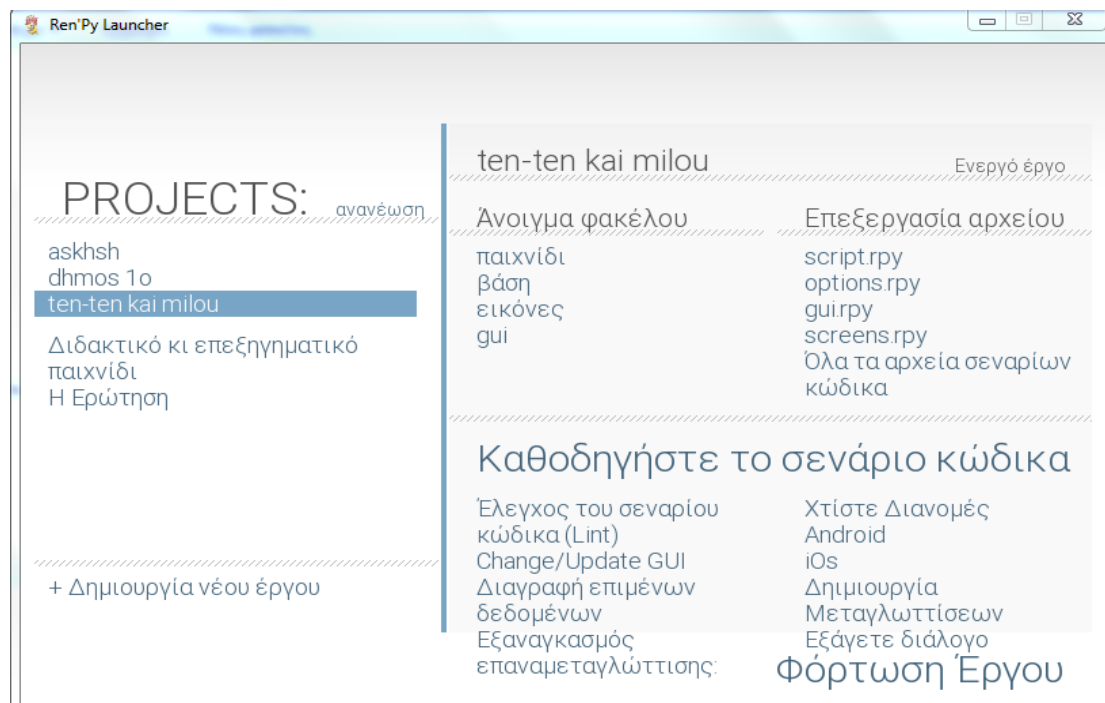 Ren'Py Launcher
PROJECTS:
ανανέωση
askhsh
dhmos 1o
ten-ten kai milou
Διδακτικό κι επεξηγηματικό
παιχνίδι
Η Ερώτηση
+ Δημιουργία νέου έργου
ten-ten kai milou
Ενεργό έργο
Άνοιγμα φακέλου
παιχνίδι
βάση
εικόνες
gui
Επεξεργασία αρχείου
script.rpy
options.rpy
gui.rpy
screens.rpy
Όλα τα αρχεία σεναρίων
κώδικα
Καθοδηγήστε το σενάριο κώδικα
Έλεγχος του σεναρίου
κώδικα (Lint)
Change/Update GUI
Διαγραφή επιμένων
δεδομένων
Εξαναγκασμός
επαναμεταγλώττισης:
Χτίστε Διανομές
Android
iOs
Δηιμιουργία
Μεταγλωττίσεων
Εξάγετε διάλογο
Φόρτωση Έργου